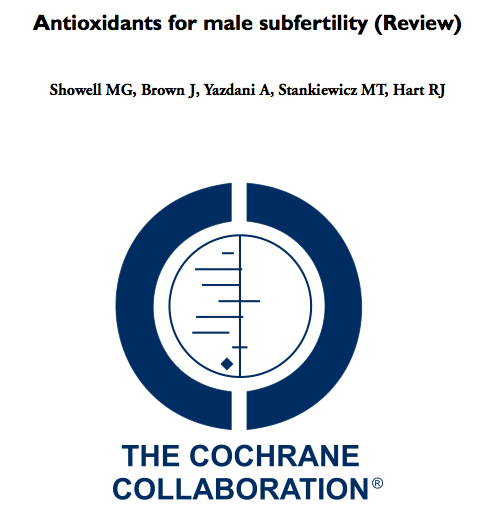 Antioxidants for male subfertility (Review)
Showell MG, Brown J, Yazdani A, Stankiewicz MT, Hart RJ
THE COCHRANE
COLLABORATION®